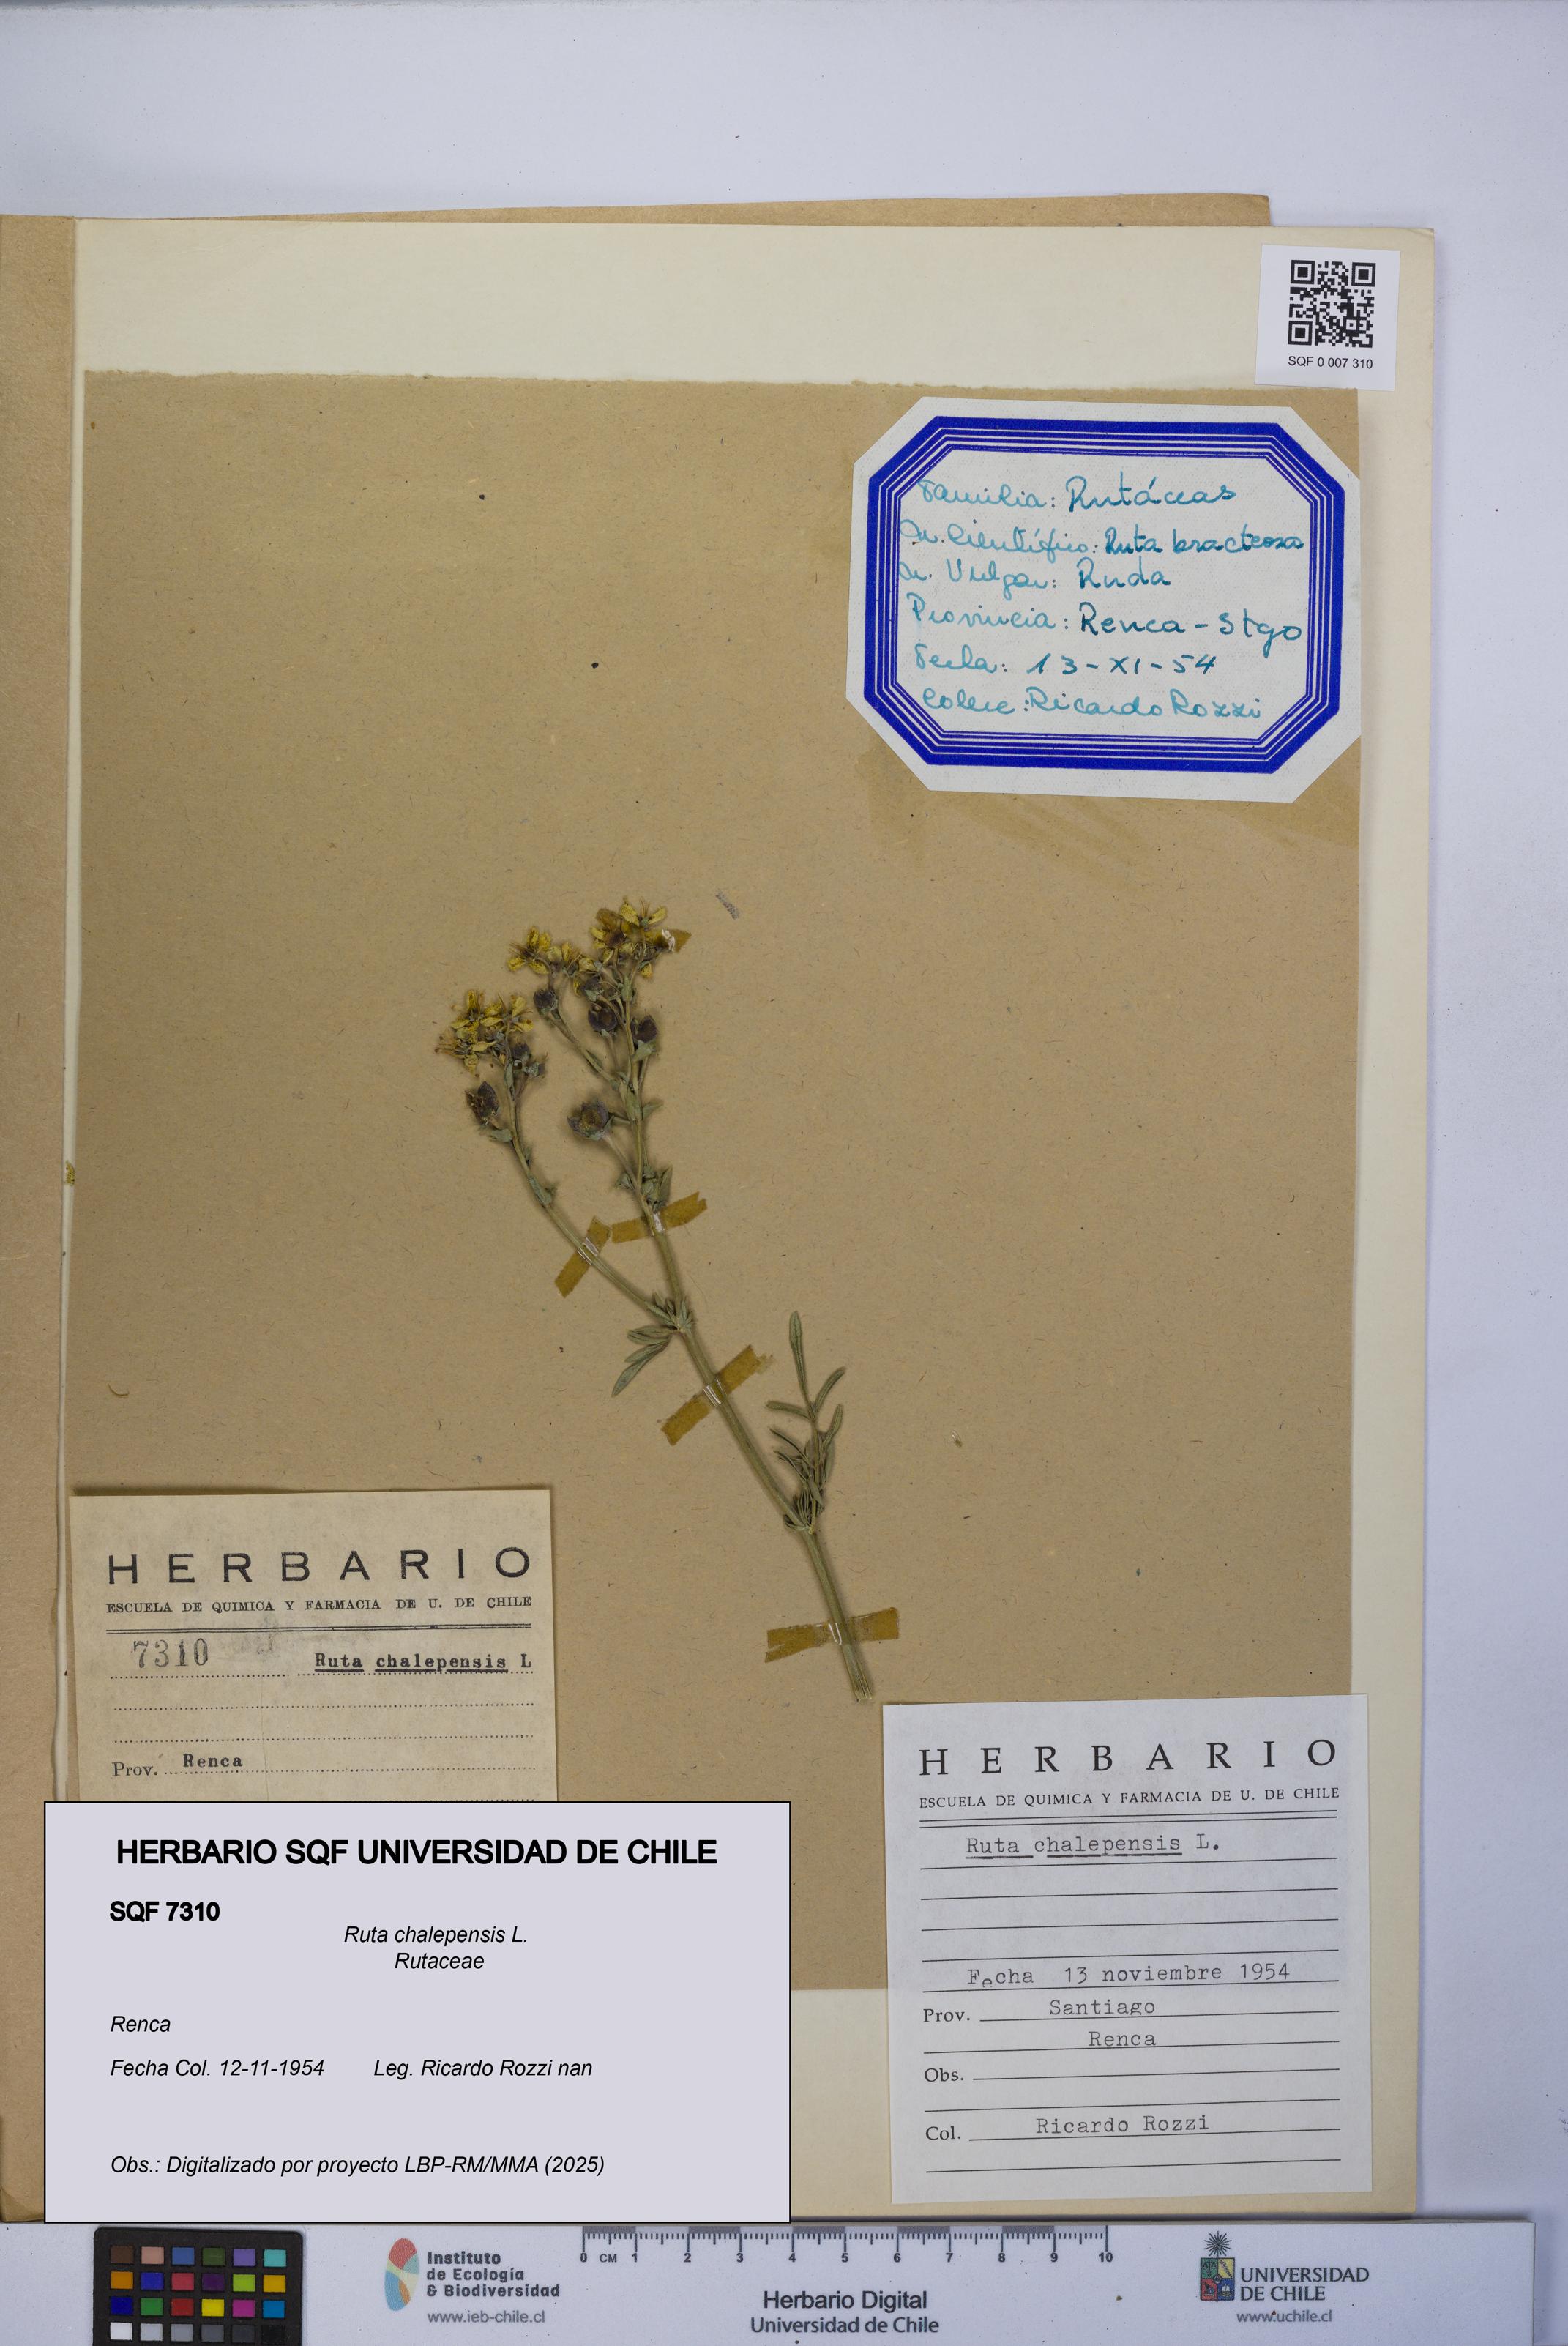 SQF 0 007 310
Familia: Rutáceas
N. Científico: Ruta bracteosa
N. Vulgar: Ruda
Provincia: Renca - Stgo
Fecha: 13-XI-54
Colec: Ricardo Rozzi
HERBARIO
ESCUELA DE QUIMICA Y FARMACIA DE U. DE CHILE
7310 Ruta chalepensis L
Prov. Renca
HERBARIO SQF UNIVERSIDAD DE CHILE
SQF 7310
Ruta chalepensis L.
Rutaceae
Renca
Fecha Col. 12-11-1954 Leg. Ricardo Rozzi nan
Obs.: Digitalizado por proyecto LBP-RM/MMA (2025)
HERBARIO
ESCUELA DE QUIMICA Y FARMACIA DE U. DE CHILE
Ruta chalepensis L.
Fecha 13 noviembre 1954
Prov. Santiago
Renca
Obs.
Col. Ricardo Rozzi
Instituto
de Ecología
& Biodiversidad
www.ieb-chile.cl
0 CM 1 2 3 4 5 6 7 8 9 10
Herbario Digital
Universidad de Chile
UNIVERSIDAD
DE CHILE
www.uchile.cl